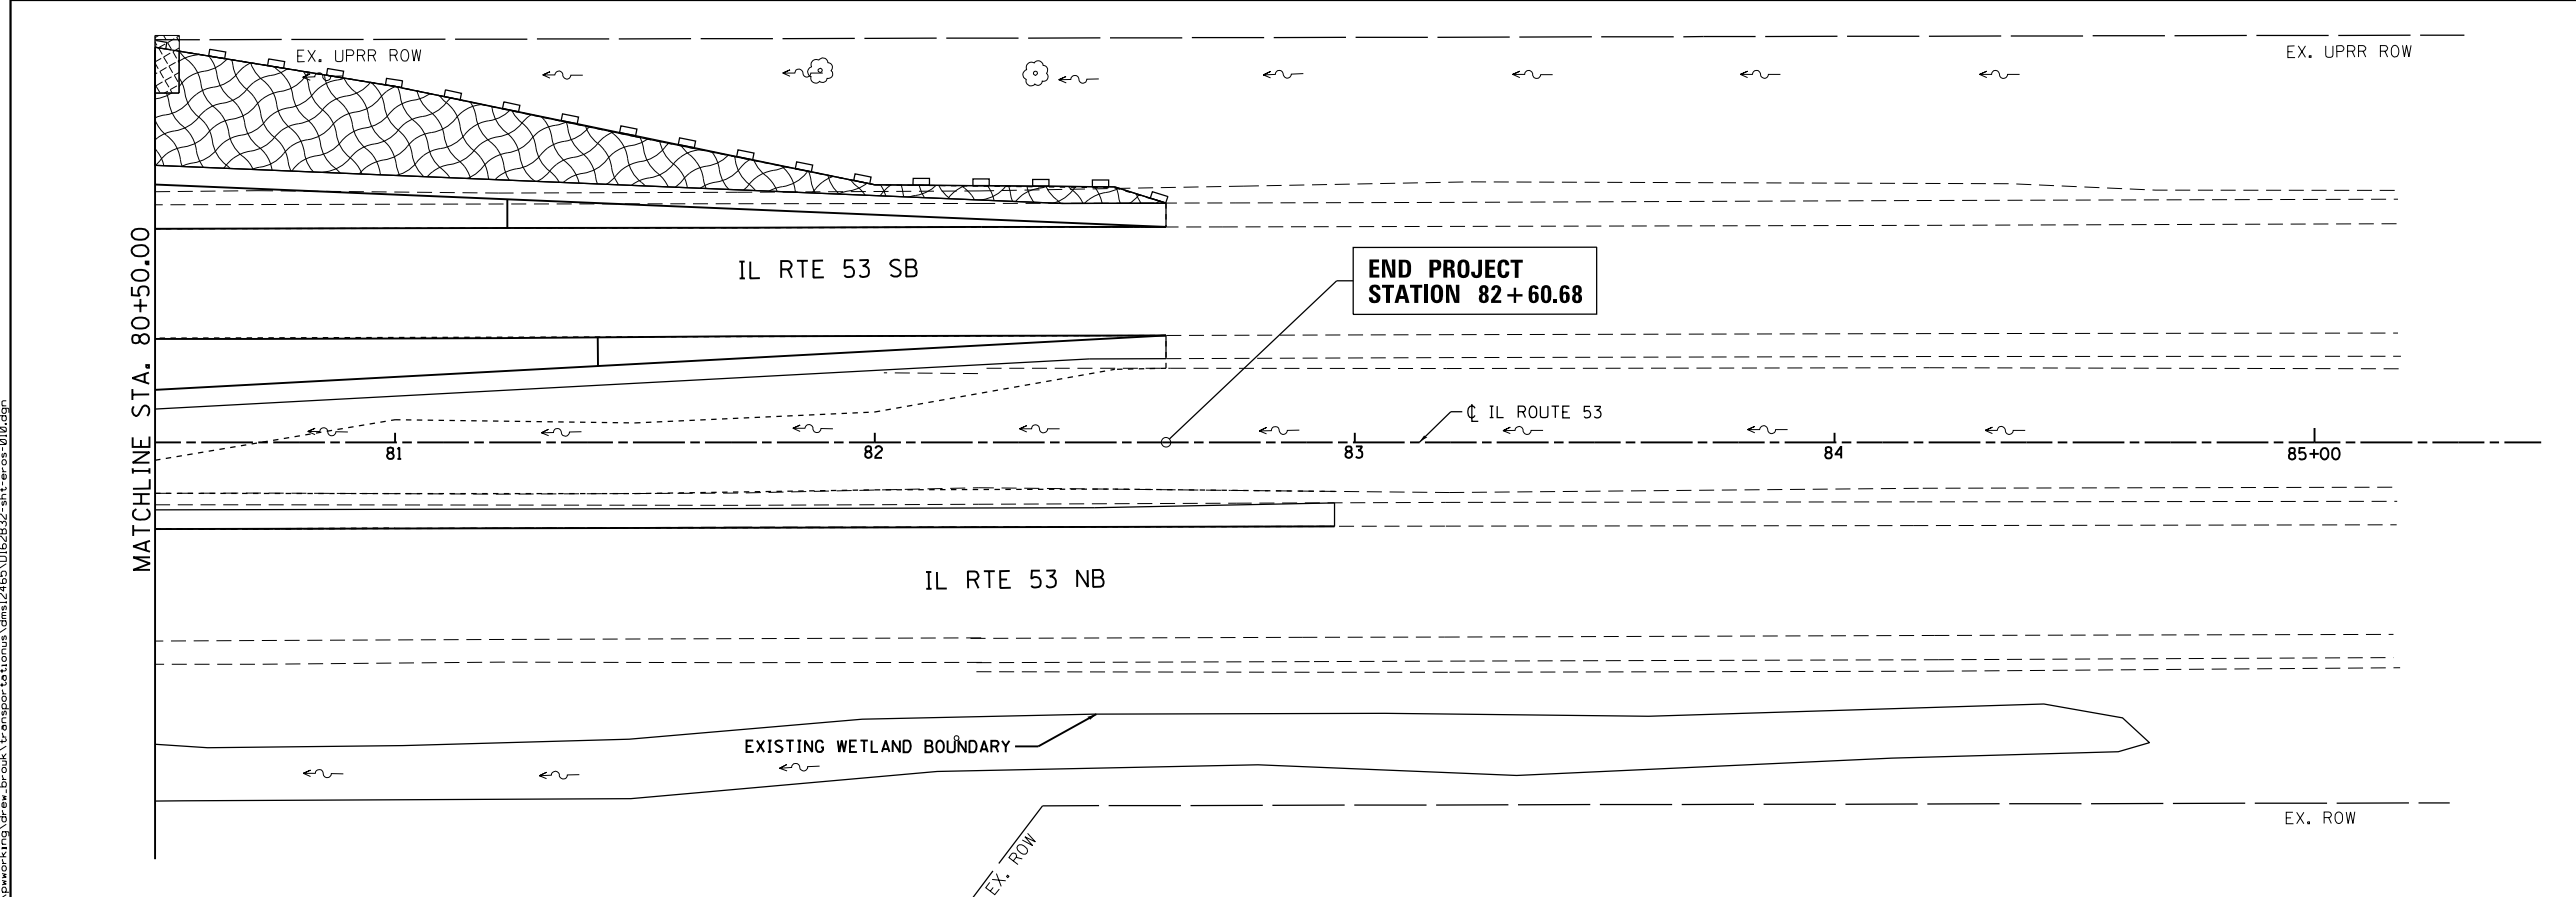 EX. UPRR ROW
EX. UPRR ROW
MATCHLINE STA. 80+50.00
IL RTE 53 SB
END PROJECT
STATION 82+60.68
℄ IL ROUTE 53
81
82
83
84
85+00
IL RTE 53 NB
EXISTING WETLAND BOUNDARY
8
EX. ROW
EX. ROW